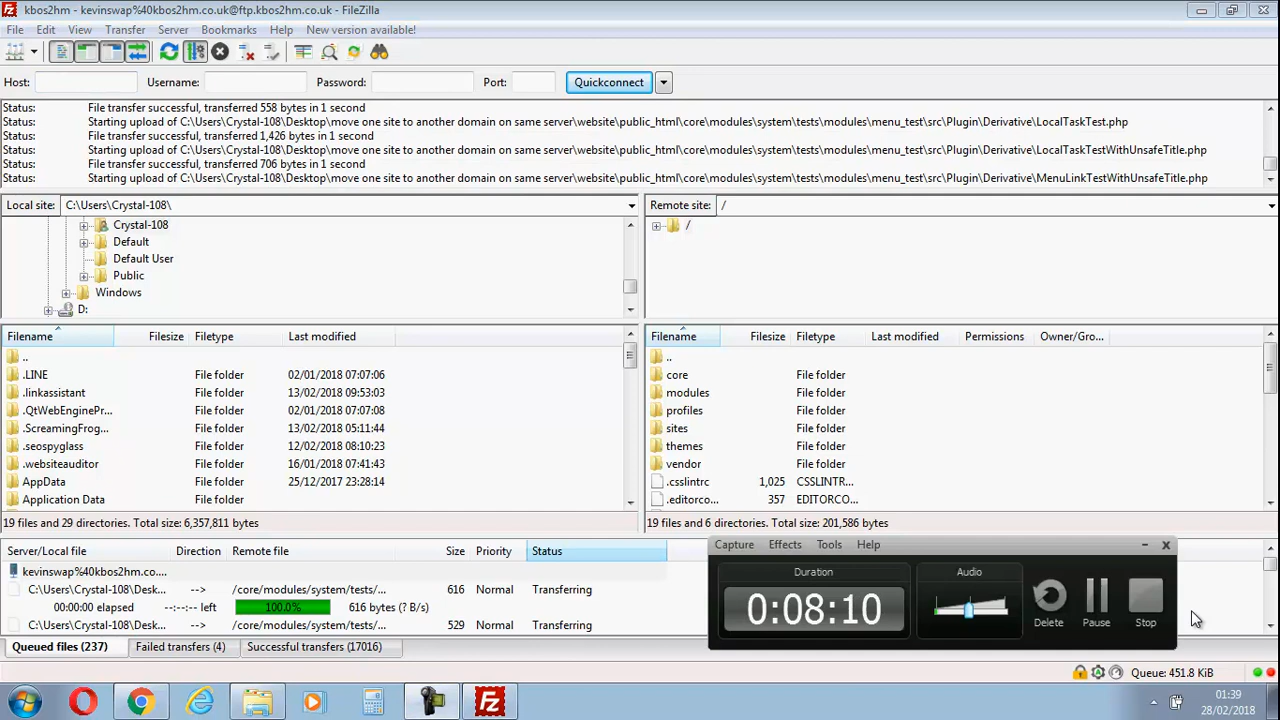 kbos2hm - kevinswap%40kbos2hm.co.uk@ftp.kbos2hm.co.uk - FileZilla
File Edit View Transfer Server Bookmarks Help New version available!
Host: Username: Password: Port: Quickconnect
Status: File transfer successful, transferred 558 bytes in 1 second
Status: Starting upload of C:\Users\Crystal-108\Desktop\move one site to another domain on same server\website\public_html\core\modules\system\tests\modules\menu_test\src\Plugin\Derivative\LocalTaskTest.php
Status: File transfer successful, transferred 1,426 bytes in 1 second
Status: Starting upload of C:\Users\Crystal-108\Desktop\move one site to another domain on same server\website\public_html\core\modules\system\tests\modules\menu_test\src\Plugin\Derivative\LocalTaskTestWithUnsafeTitle.php
Status: File transfer successful, transferred 706 bytes in 1 second
Status: Starting upload of C:\Users\Crystal-108\Desktop\move one site to another domain on same server\website\public_html\core\modules\system\tests\modules\menu_test\src\Plugin\Derivative\MenuLinkTestWithUnsafeTitle.php
Local site: C:\Users\Crystal-108\
Crystal-108
Default
Default User
Public
Windows
D:
Filename Filesize Filetype Last modified
..
.LINE File folder 02/01/2018 07:07:06
.linkassistant File folder 13/02/2018 09:53:03
.QtWebEnginePr... File folder 02/01/2018 07:07:08
.ScreamingFrog... File folder 13/02/2018 05:11:44
.seospyglass File folder 12/02/2018 08:10:23
.websiteauditor File folder 16/01/2018 07:41:43
AppData File folder 25/12/2017 23:28:14
Application Data File folder
19 files and 29 directories. Total size: 6,357,811 bytes
Remote site: /
/
Filename Filesize Filetype Last modified Permissions Owner/Gro...
..
core File folder
modules File folder
profiles File folder
sites File folder
themes File folder
vendor File folder
.csslintrc 1,025 CSSLINTR...
.editorco... 357 EDITORCO...
19 files and 6 directories. Total size: 201,586 bytes
Server/Local file Direction Remote file Size Priority Status
kevinswap%40kbos2hm.co....
C:\Users\Crystal-108\Desk... --> /core/modules/system/tests/... 616 Normal Transferring
00:00:00 elapsed --:--:-- left 100.0% 616 bytes (? B/s)
C:\Users\Crystal-108\Desk... --> /core/modules/system/tests/... 529 Normal Transferring
Queued files (237) Failed transfers (4) Successful transfers (17016)
Capture Effects Tools Help
Duration
0:08:10
Audio
Delete Pause Stop
Queue: 451.8 KiB
01:39
28/02/2018